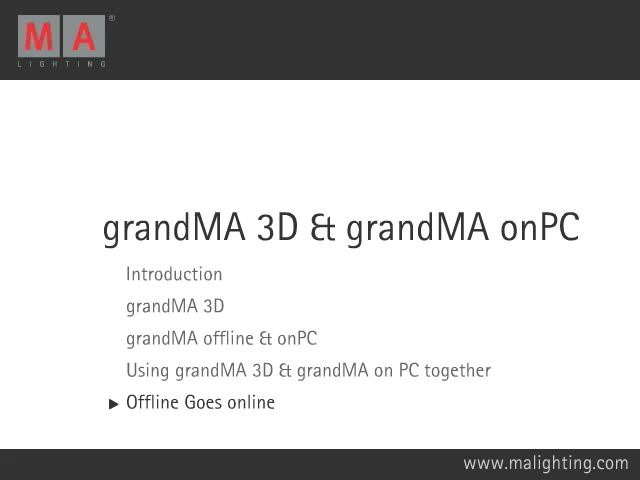 MA®
LIGHTING
grandMA 3D & grandMA onPC
Introduction
grandMA 3D
grandMA offline & onPC
Using grandMA 3D & grandMA on PC together
Offline Goes online
www.malighting.com